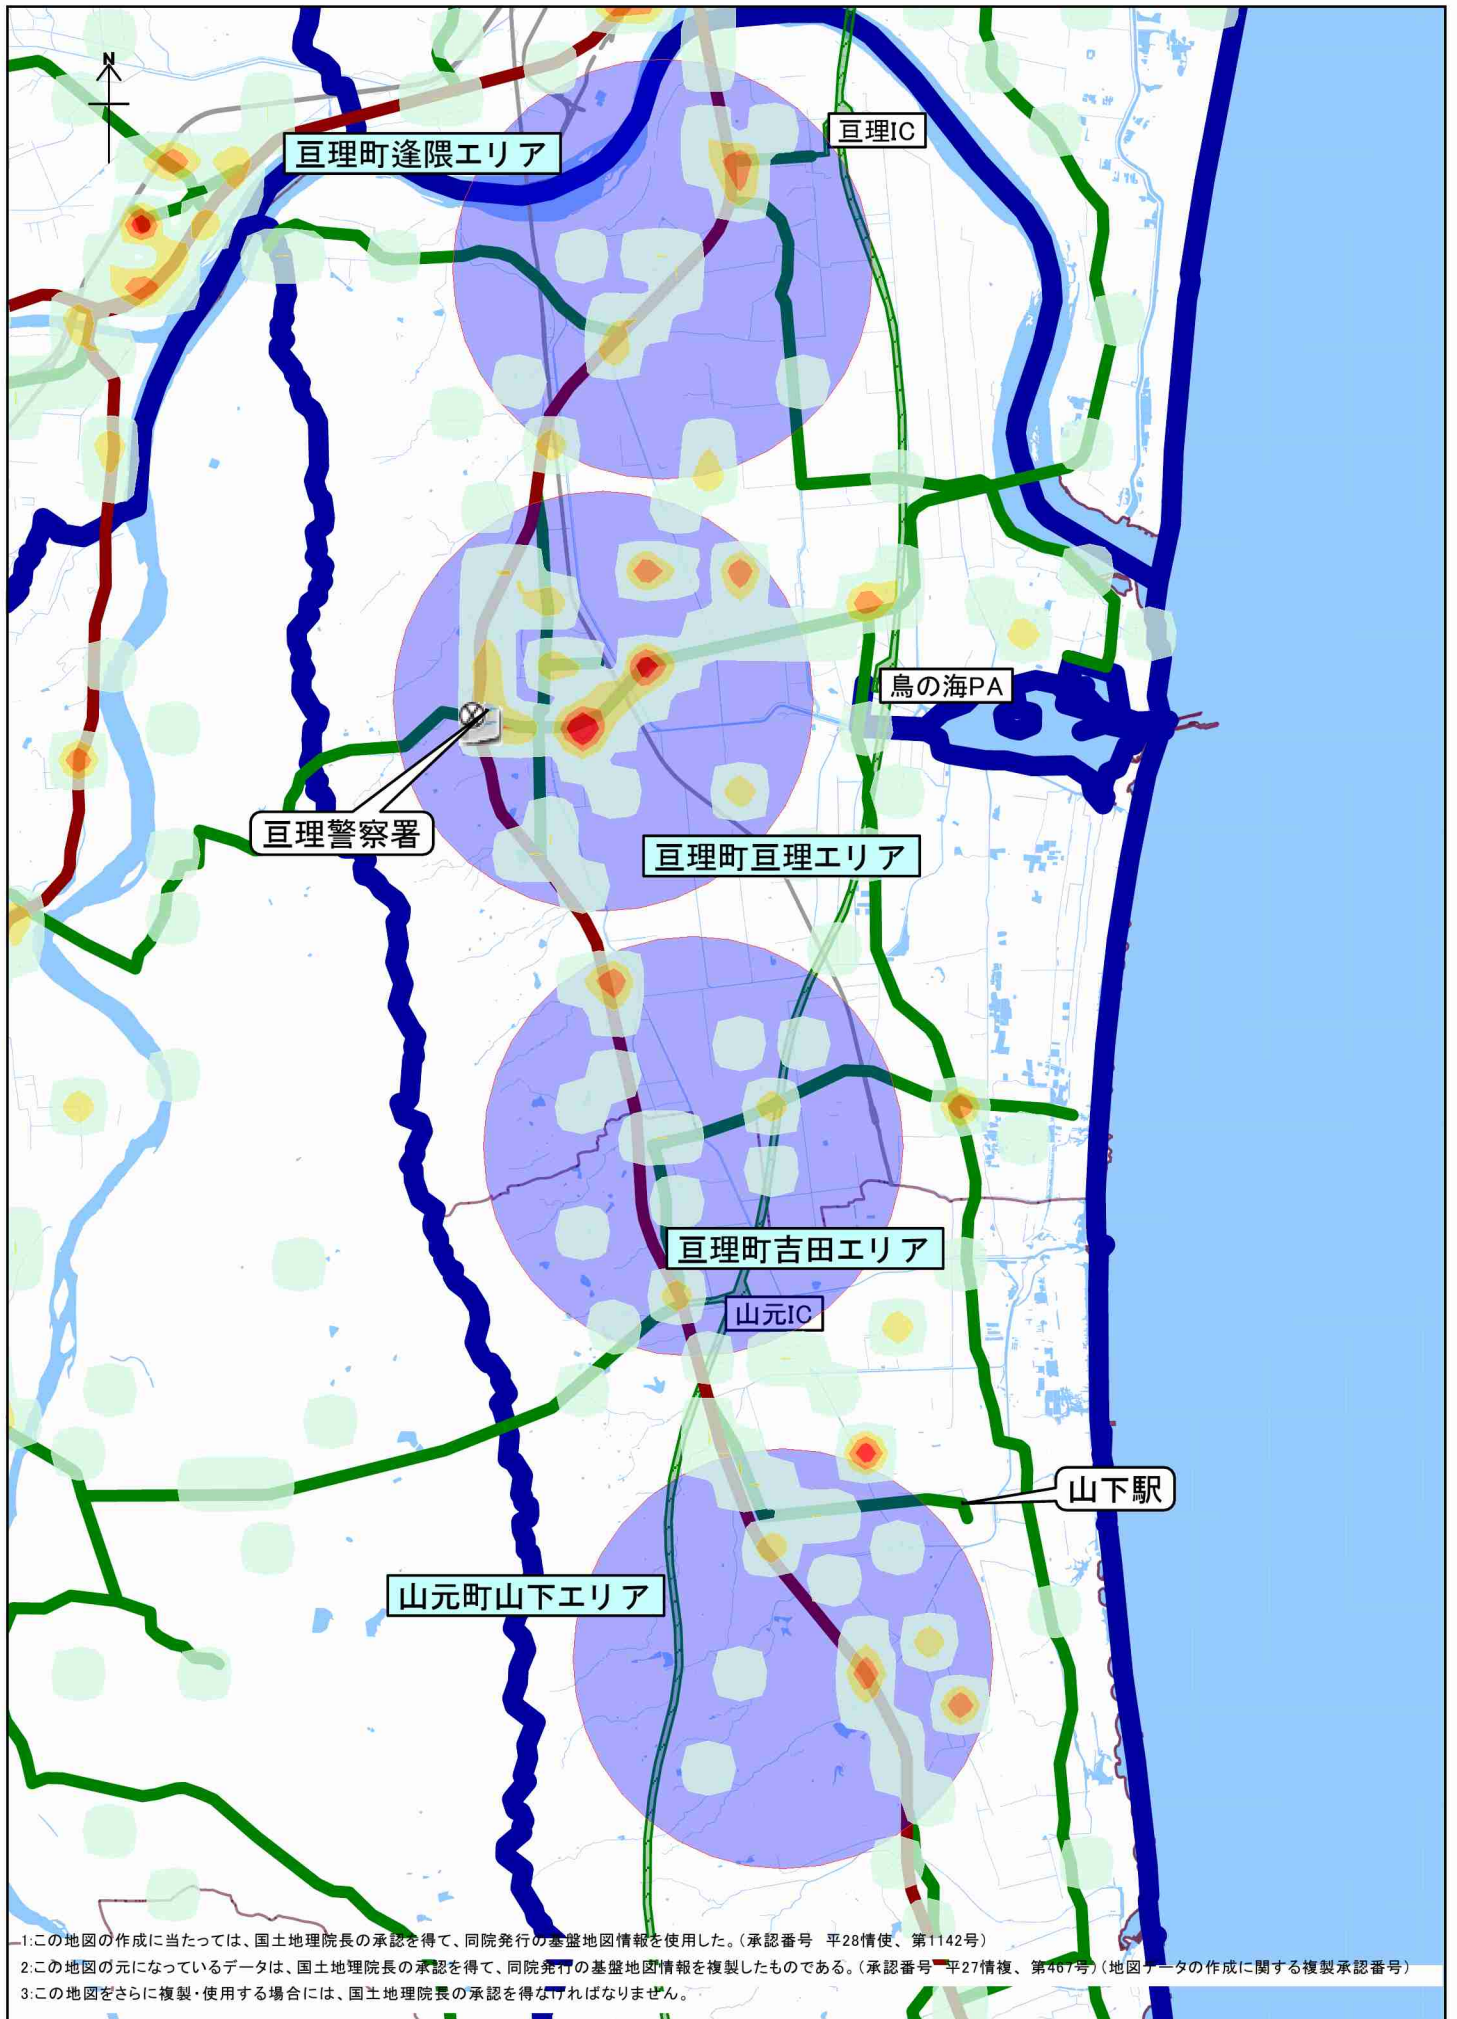 N
亘理IC
亘理町逢隈エリア
鳥の海PA
亘理警察署
亘理町亘理エリア
亘理町吉田エリア
山元IC
山下駅
山元町山下エリア
1:この地図の作成に当たっては、国土地理院長の承認を得て、同院発行の基盤地図情報を使用した。(承認番号　平28情使、第1142号)
2:この地図の元になっているデータは、国土地理院長の承認を得て、同院発行の基盤地図情報を複製したものである。(承認番号　平27情複、第467号)(地図データの作成に関する複製承認番号)
3:この地図をさらに複製・使用する場合には、国土地理院長の承認を得なければなりません。